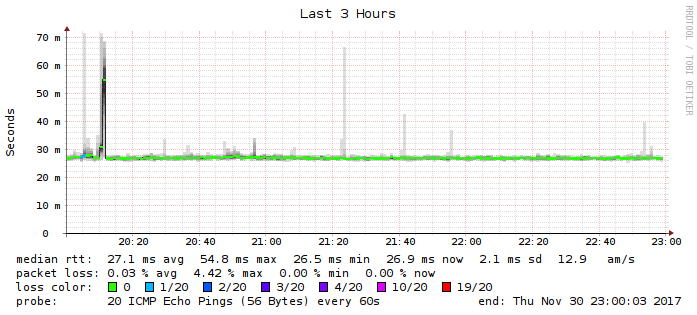 Last 3 Hours
RRDTOOL / TOBI OETIKER
Seconds
70 m
60 m
50 m
40 m
30 m
20 m
10 m
0
20:20 20:40 21:00 21:20 21:40 22:00 22:20 22:40 23:00
median rtt: 27.1 ms avg 54.8 ms max 26.5 ms min 26.9 ms now 2.1 ms sd 12.9 am/s
packet loss: 0.03 % avg 4.42 % max 0.00 % min 0.00 % now
loss color: 0 1/20 2/20 3/20 4/20 10/20 19/20
probe: 20 ICMP Echo Pings (56 Bytes) every 60s end: Thu Nov 30 23:00:03 2017